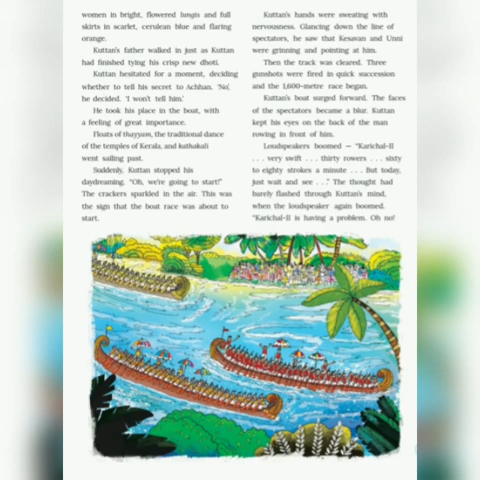 women in bright, flowered lungis and full
skirts in scarlet, cerulean blue and flaring
orange.
Kuttan's father walked in just as Kuttan
had finished tying his crisp new dhoti.
Kuttan hesitated for a moment, deciding
whether to tell his secret to Achhan. 'No',
he decided. 'I won't tell him.'
He took his place in the boat, with
a feeling of great importance.
Floats of thayyam, the traditional dance
of the temples of Kerala, and kathakali
went sailing past.
Suddenly, Kuttan stopped his
daydreaming. "Oh, we're going to start!"
The crackers sparkled in the air. This was
the sign that the boat race was about to
start.
Kuttan's hands were sweating with
nervousness. Glancing down the line of
spectators, he saw that Kesavan and Unni
were grinning and pointing at him.
Then the track was cleared. Three
gunshots were fired in quick succession
and the 1,600-metre race began.
Kuttan's boat surged forward. The faces
of the spectators became a blur. Kuttan
kept his eyes on the back of the man
rowing in front of him.
Loudspeakers boomed — "Karichal-II
. . . very swift . . . thirty rowers . . . sixty
to eighty strokes a minute . . . But today,
just wait and see . . ." The thought had
barely flashed through Kuttan's mind,
when the loudspeaker again boomed.
"Karichal-II is having a problem. Oh no!